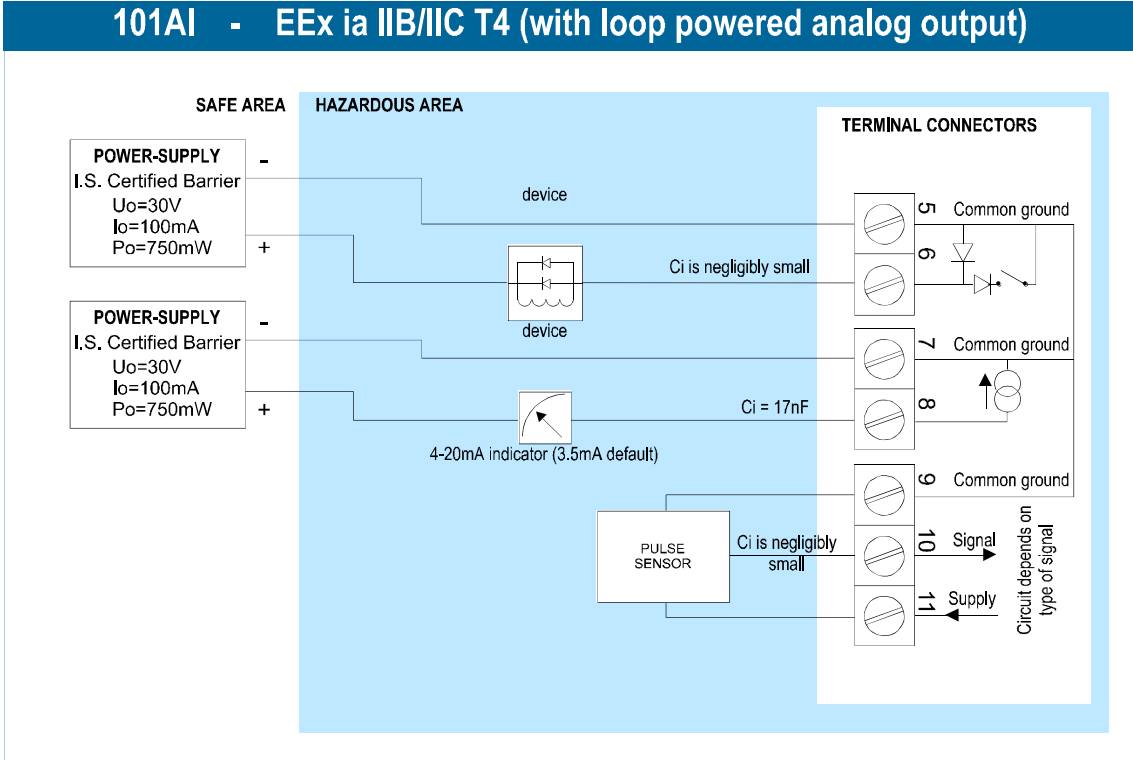 101AI - EEx ia IIB/IIC T4 (with loop powered analog output)
SAFE AREA
HAZARDOUS AREA
TERMINAL CONNECTORS
POWER-SUPPLY
I.S. Certified Barrier
Uo=30V
Io=100mA
Po=750mW
-
+
device
device
Ci is negligibly small
5
Common ground
6
POWER-SUPPLY
I.S. Certified Barrier
Uo=30V
Io=100mA
Po=750mW
-
+
4-20mA indicator (3.5mA default)
Ci = 17nF
7
Common ground
8
PULSE
SENSOR
Ci is negligibly
small
9
Common ground
10
Signal
11
Supply
Circuit depends on
type of signal